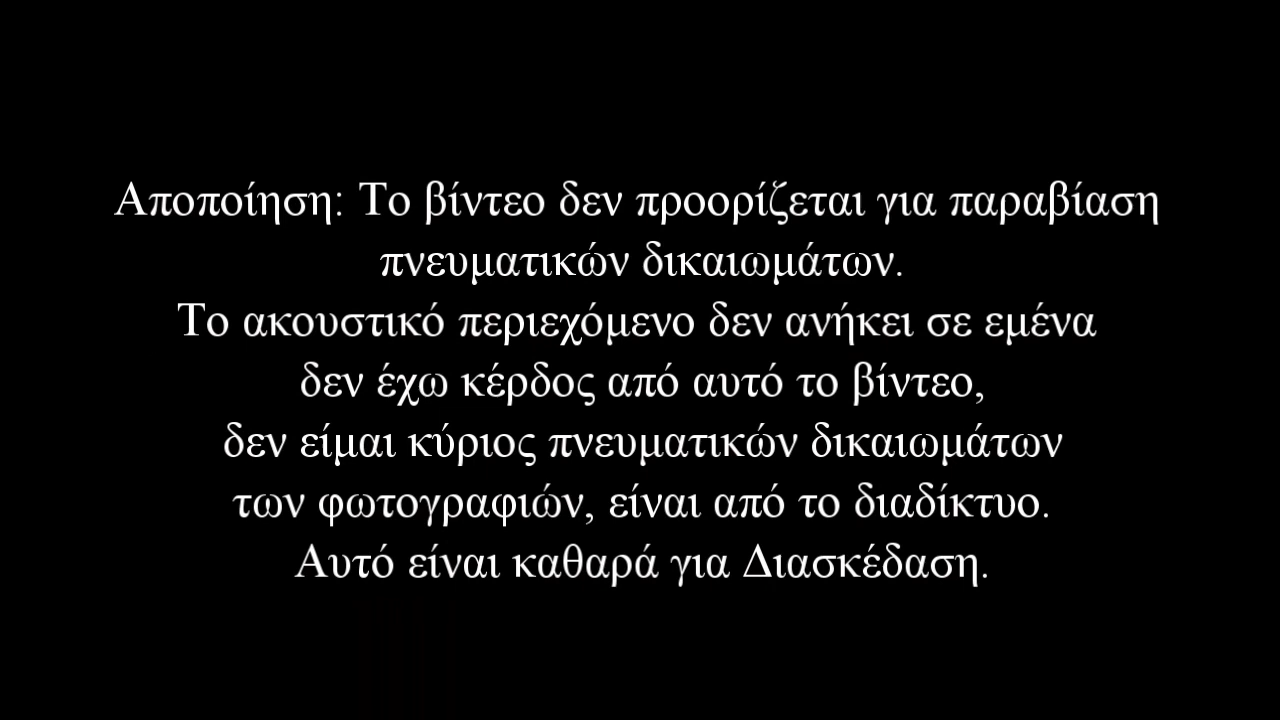 Αποποίηση: Το βίντεο δεν προορίζεται για παραβίαση
πνευματικών δικαιωμάτων.
Το ακουστικό περιεχόμενο δεν ανήκει σε εμένα
δεν έχω κέρδος από αυτό το βίντεο,
δεν είμαι κύριος πνευματικών δικαιωμάτων
των φωτογραφιών, είναι από το διαδίκτυο.
Αυτό είναι καθαρά για Διασκέδαση.